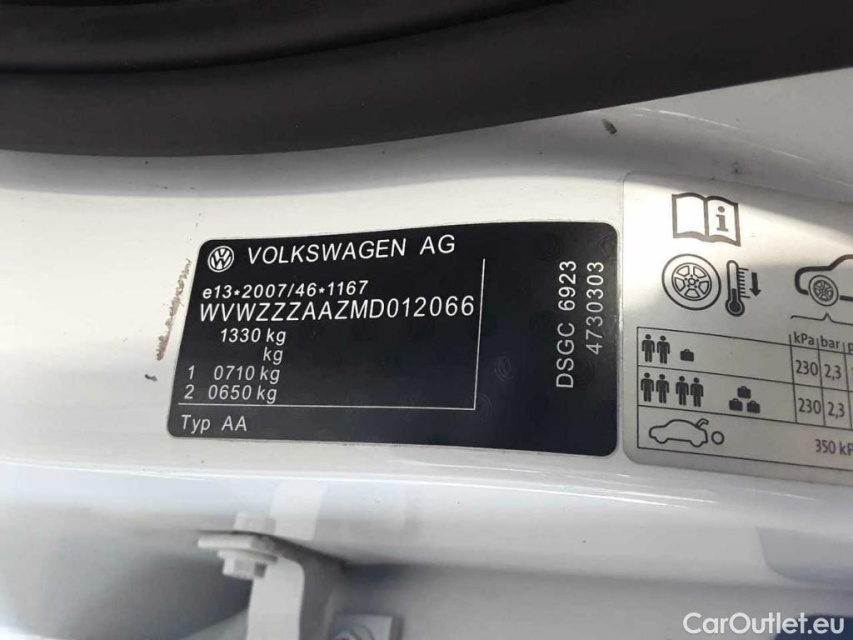 VOLKSWAGEN AG
e13*2007/46*1167
WVWZZZAAZMD012066
1330 kg
kg
1 0710 kg
2 0650 kg
Typ AA
DSGC 6923
4730303
i
kPa bar
230 2,3
230 2,3
350
CarOutlet.eu